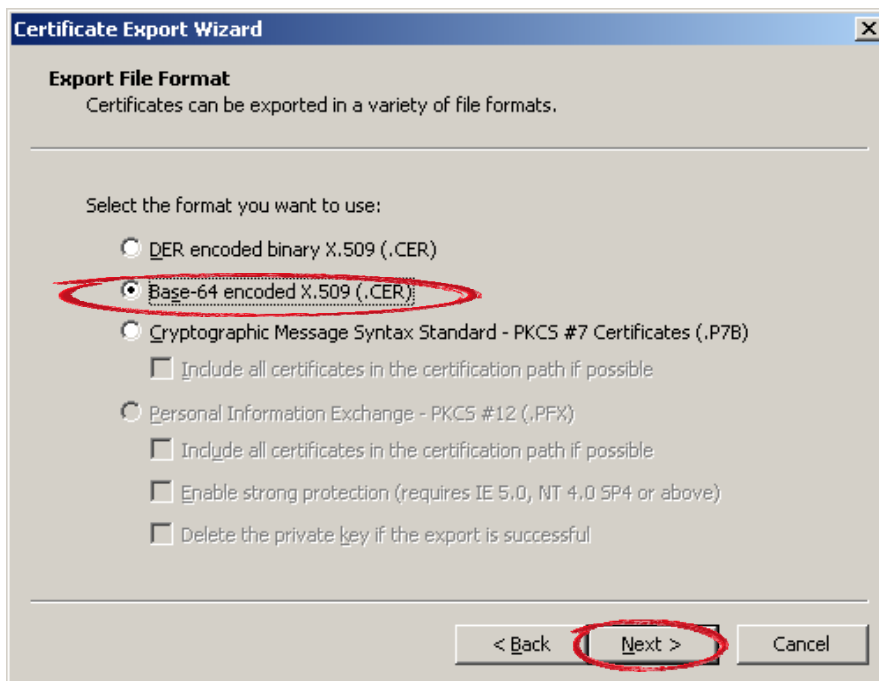 Certificate Export Wizard
Export File Format
Certificates can be exported in a variety of file formats.
Select the format you want to use:
DER encoded binary X.509 (.CER)
Base-64 encoded X.509 (.CER)
Cryptographic Message Syntax Standard - PKCS #7 Certificates (.P7B)
Include all certificates in the certification path if possible
Personal Information Exchange - PKCS #12 (.PFX)
Include all certificates in the certification path if possible
Enable strong protection (requires IE 5.0, NT 4.0 SP4 or above)
Delete the private key if the export is successful
< Back Next > Cancel